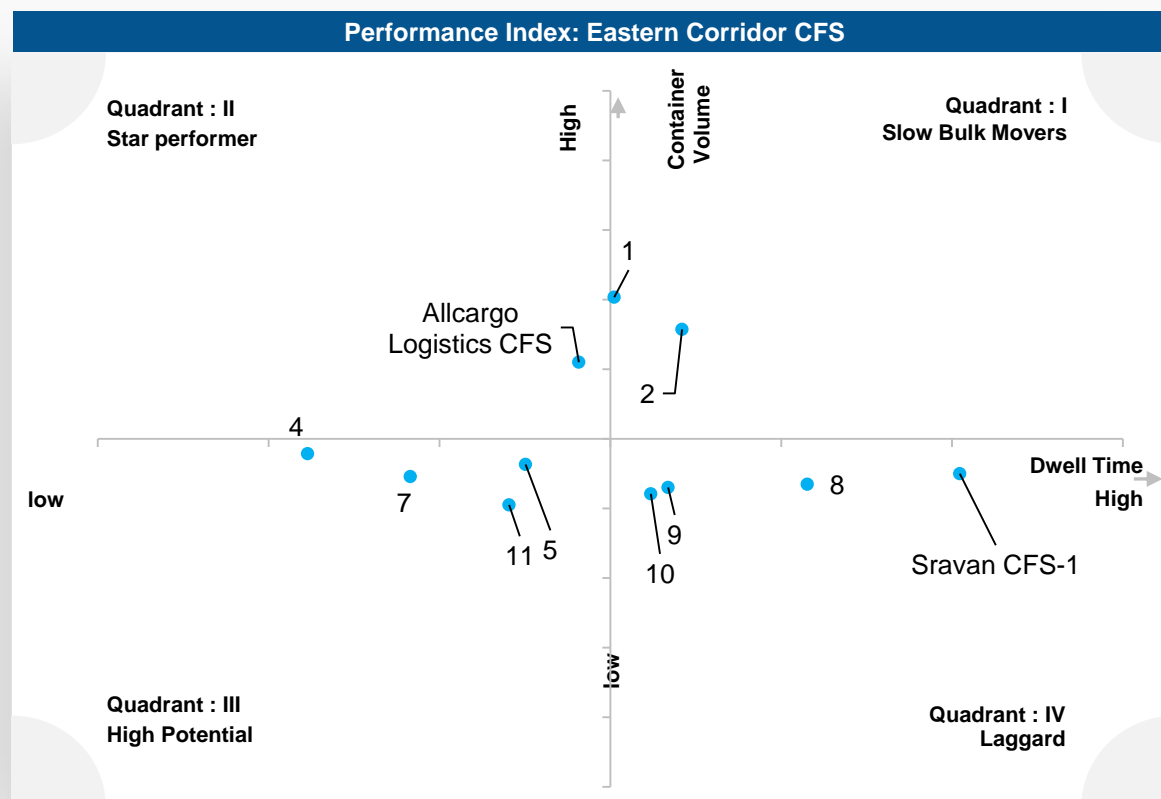 Performance Index: Eastern Corridor CFS
Quadrant : II
Star performer
High
Container
Volume
Quadrant : I
Slow Bulk Movers
1
Allcargo
Logistics CFS
2
4
low
7
11
5
9
10
8
Dwell Time
High
Sravan CFS-1
low
Quadrant : III
High Potential
Quadrant : IV
Laggard